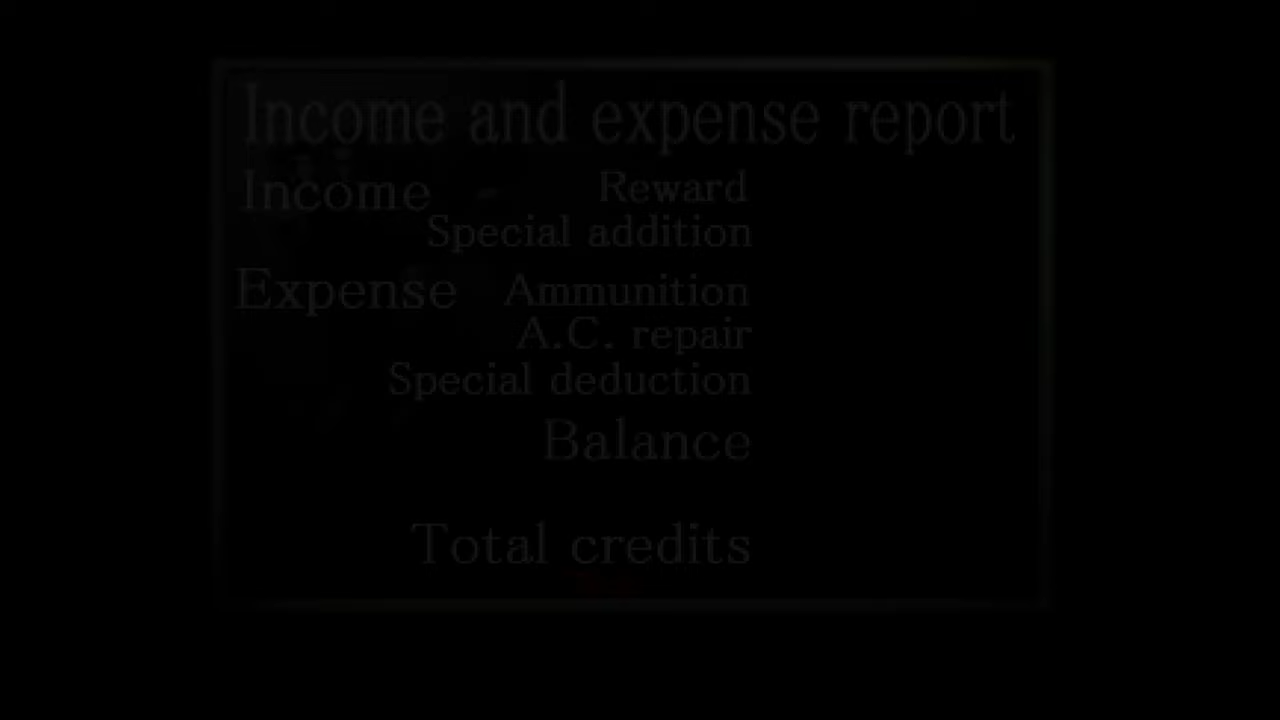 Income and expense report
Income Reward
Special addition
Expense Ammunition
A.C. repair
Special deduction
Balance
Total credits